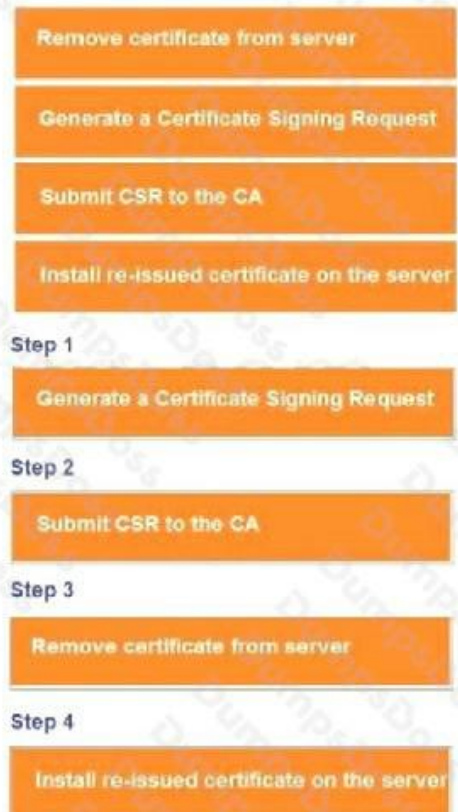 Remove certificate from server
Generate a Certificate Signing Request
Submit CSR to the CA
Install re-issued certificate on the server
Step 1
Generate a Certificate Signing Request
Step 2
Submit CSR to the CA
Step 3
Remove certificate from server
Step 4
Install re-issued certificate on the server